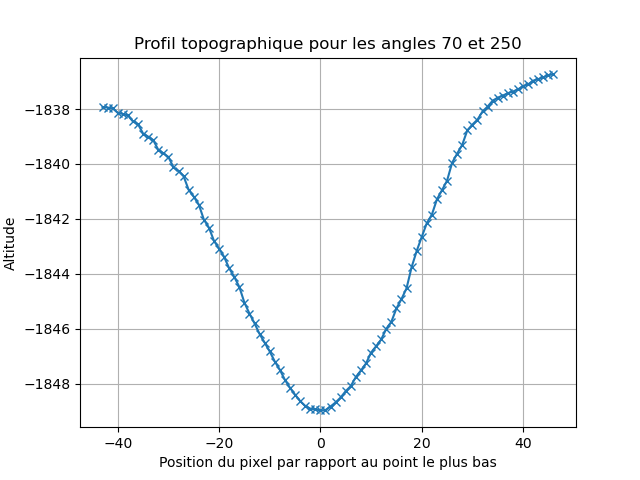 Profil topographique pour les angles 70 et 250
Altitude
−1838
−1840
−1842
−1844
−1846
−1848
−40 −20 0 20 40
Position du pixel par rapport au point le plus bas